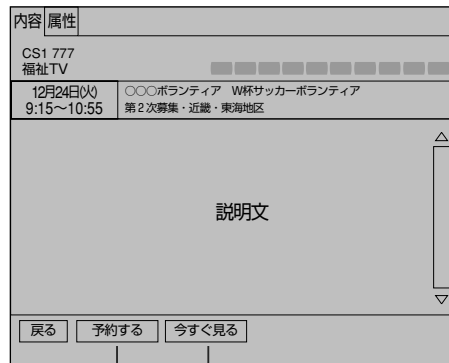 内容 属性
CS1 777
福祉TV
12月24日(火)
9:15〜10:55
○○○ボランティア W杯サッカーボランティア
第2次募集・近畿・東海地区
説明文
戻る 予約する 今すぐ見る